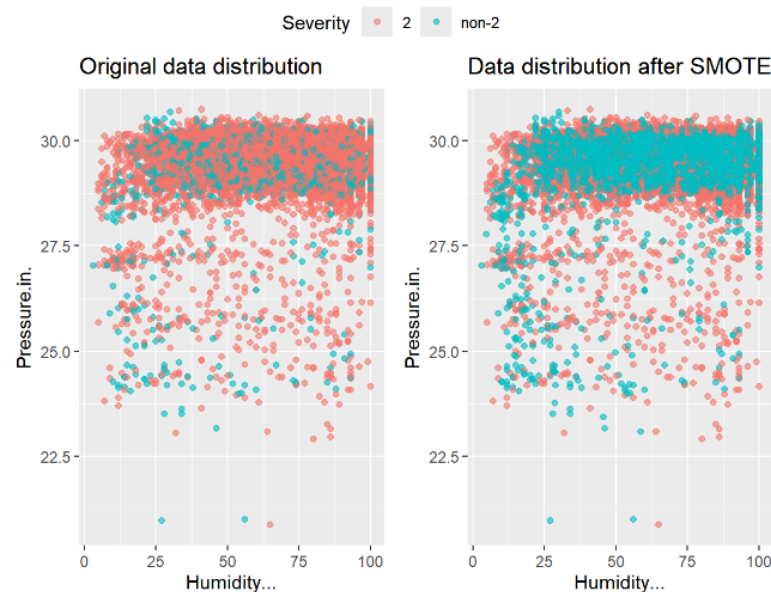 Severity 2 non-2
Original data distribution
Data distribution after SMOTE
30.0
27.5
25.0
22.5
Pressure.in.
0 25 50 75 100
Humidity...
30.0
27.5
25.0
22.5
Pressure.in.
0 25 50 75 100
Humidity...